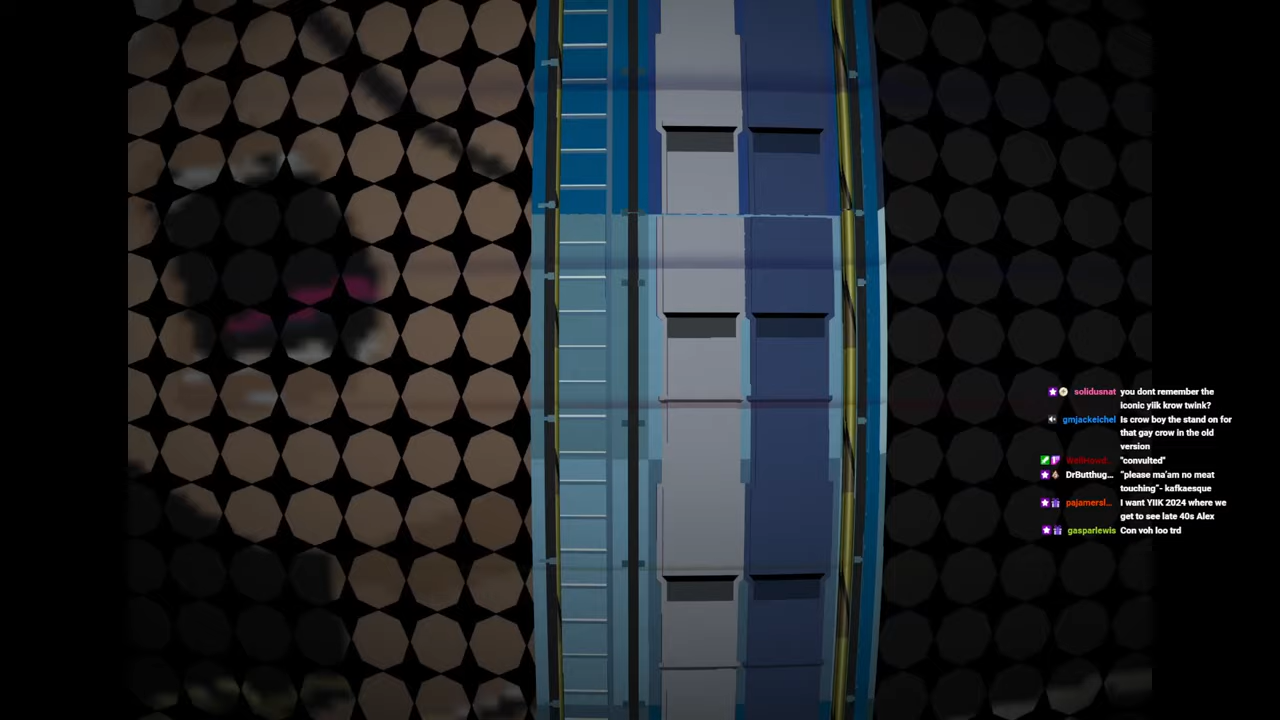 solidusnat you dont remember the
iconic yiik krow twink?
gmjackeichel Is crow boy the stand on for
that gay crow in the old
version
"convulted"
DrButthug... "please ma'am no meat
touching"- kafkaesque
pajamersl... I want YIIK 2024 where we
get to see late 40s Alex
gasparlewis Con voh loo trd